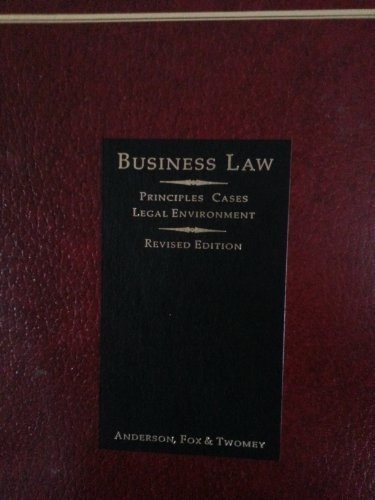 BUSINESS LAW
PRINCIPLES CASES
LEGAL ENVIRONMENT
REVISED EDITION
ANDERSON, FOX & TWOMEY